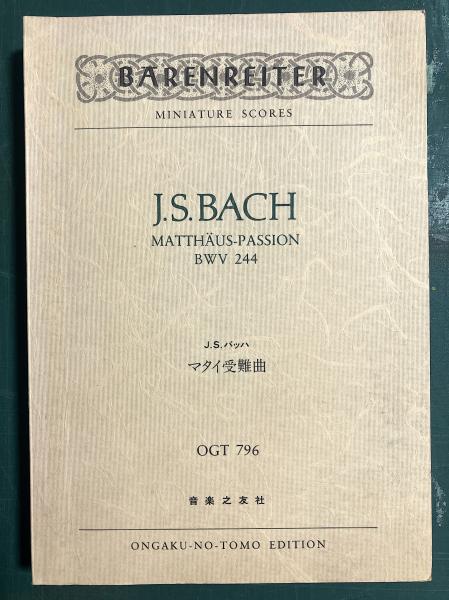 BÄRENREITER
MINIATURE SCORES
J.S.BACH
MATTHÄUS-PASSION
BWV 244
J.S.バッハ
マタイ受難曲
OGT 796
音楽之友社
ONGAKU-NO-TOMO EDITION